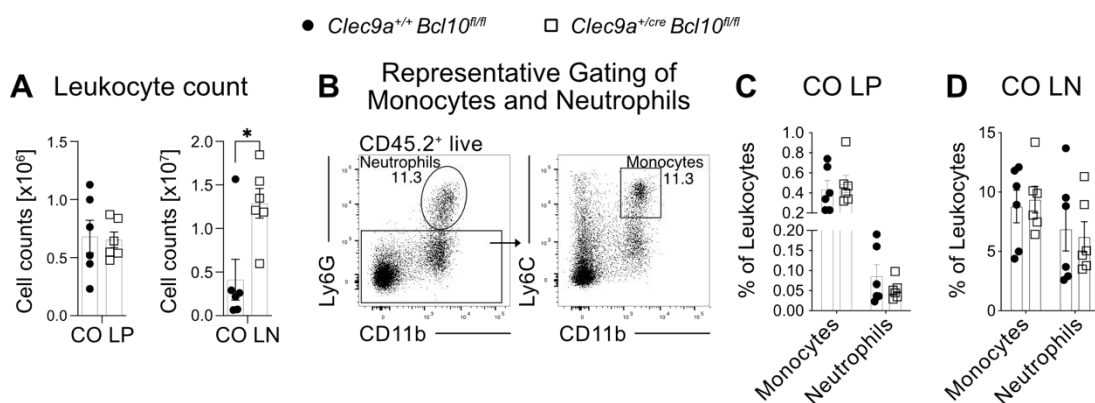 ● Clec9a+/+ Bcl10fl/fl □ Clec9a+/cre Bcl10fl/fl
A Leukocyte count
Cell counts [x10⁶]
1.5
1.0
0.5
0.0
CO LP
Cell counts [x10⁷]
2.0
1.5
1.0
0.5
0.0
*
CO LN
B Representative Gating of
Monocytes and Neutrophils
CD45.2⁺ live
Neutrophils
11.3
Ly6G
CD11b
Monocytes
11.3
Ly6C
CD11b
C CO LP
% of Leukocytes
1.0
0.8
0.6
0.4
0.2
0.20
0.15
0.10
0.05
0.00
Monocytes
Neutrophils
D CO LN
% of Leukocytes
15
10
5
0
Monocytes
Neutrophils